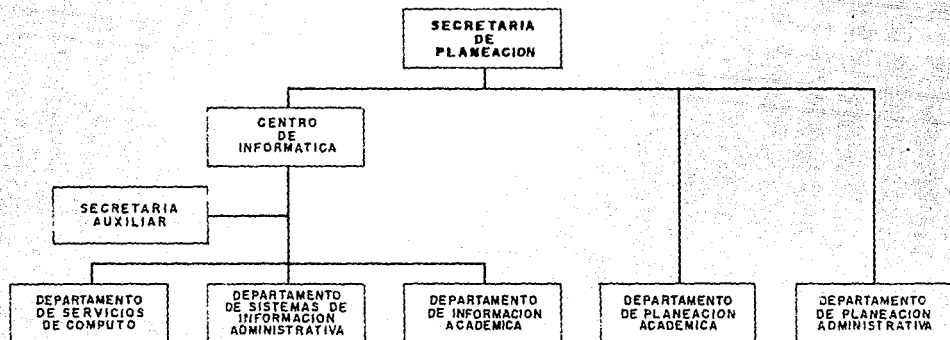 SECRETARIA
DE
PLANEACION
CENTRO
DE
INFORMATICA
SECRETARIA
AUXILIAR
DEPARTAMENTO
DE SERVICIOS
DE COMPUTO
DEPARTAMENTO
DE SISTEMAS DE
INFORMACION
ADMINISTRATIVA
DEPARTAMENTO
DE INFORMACION
ACADEMICA
DEPARTAMENTO
DE PLANEACION
ACADEMICA
DEPARTAMENTO
DE PLANEACION
ADMINISTRATIVA